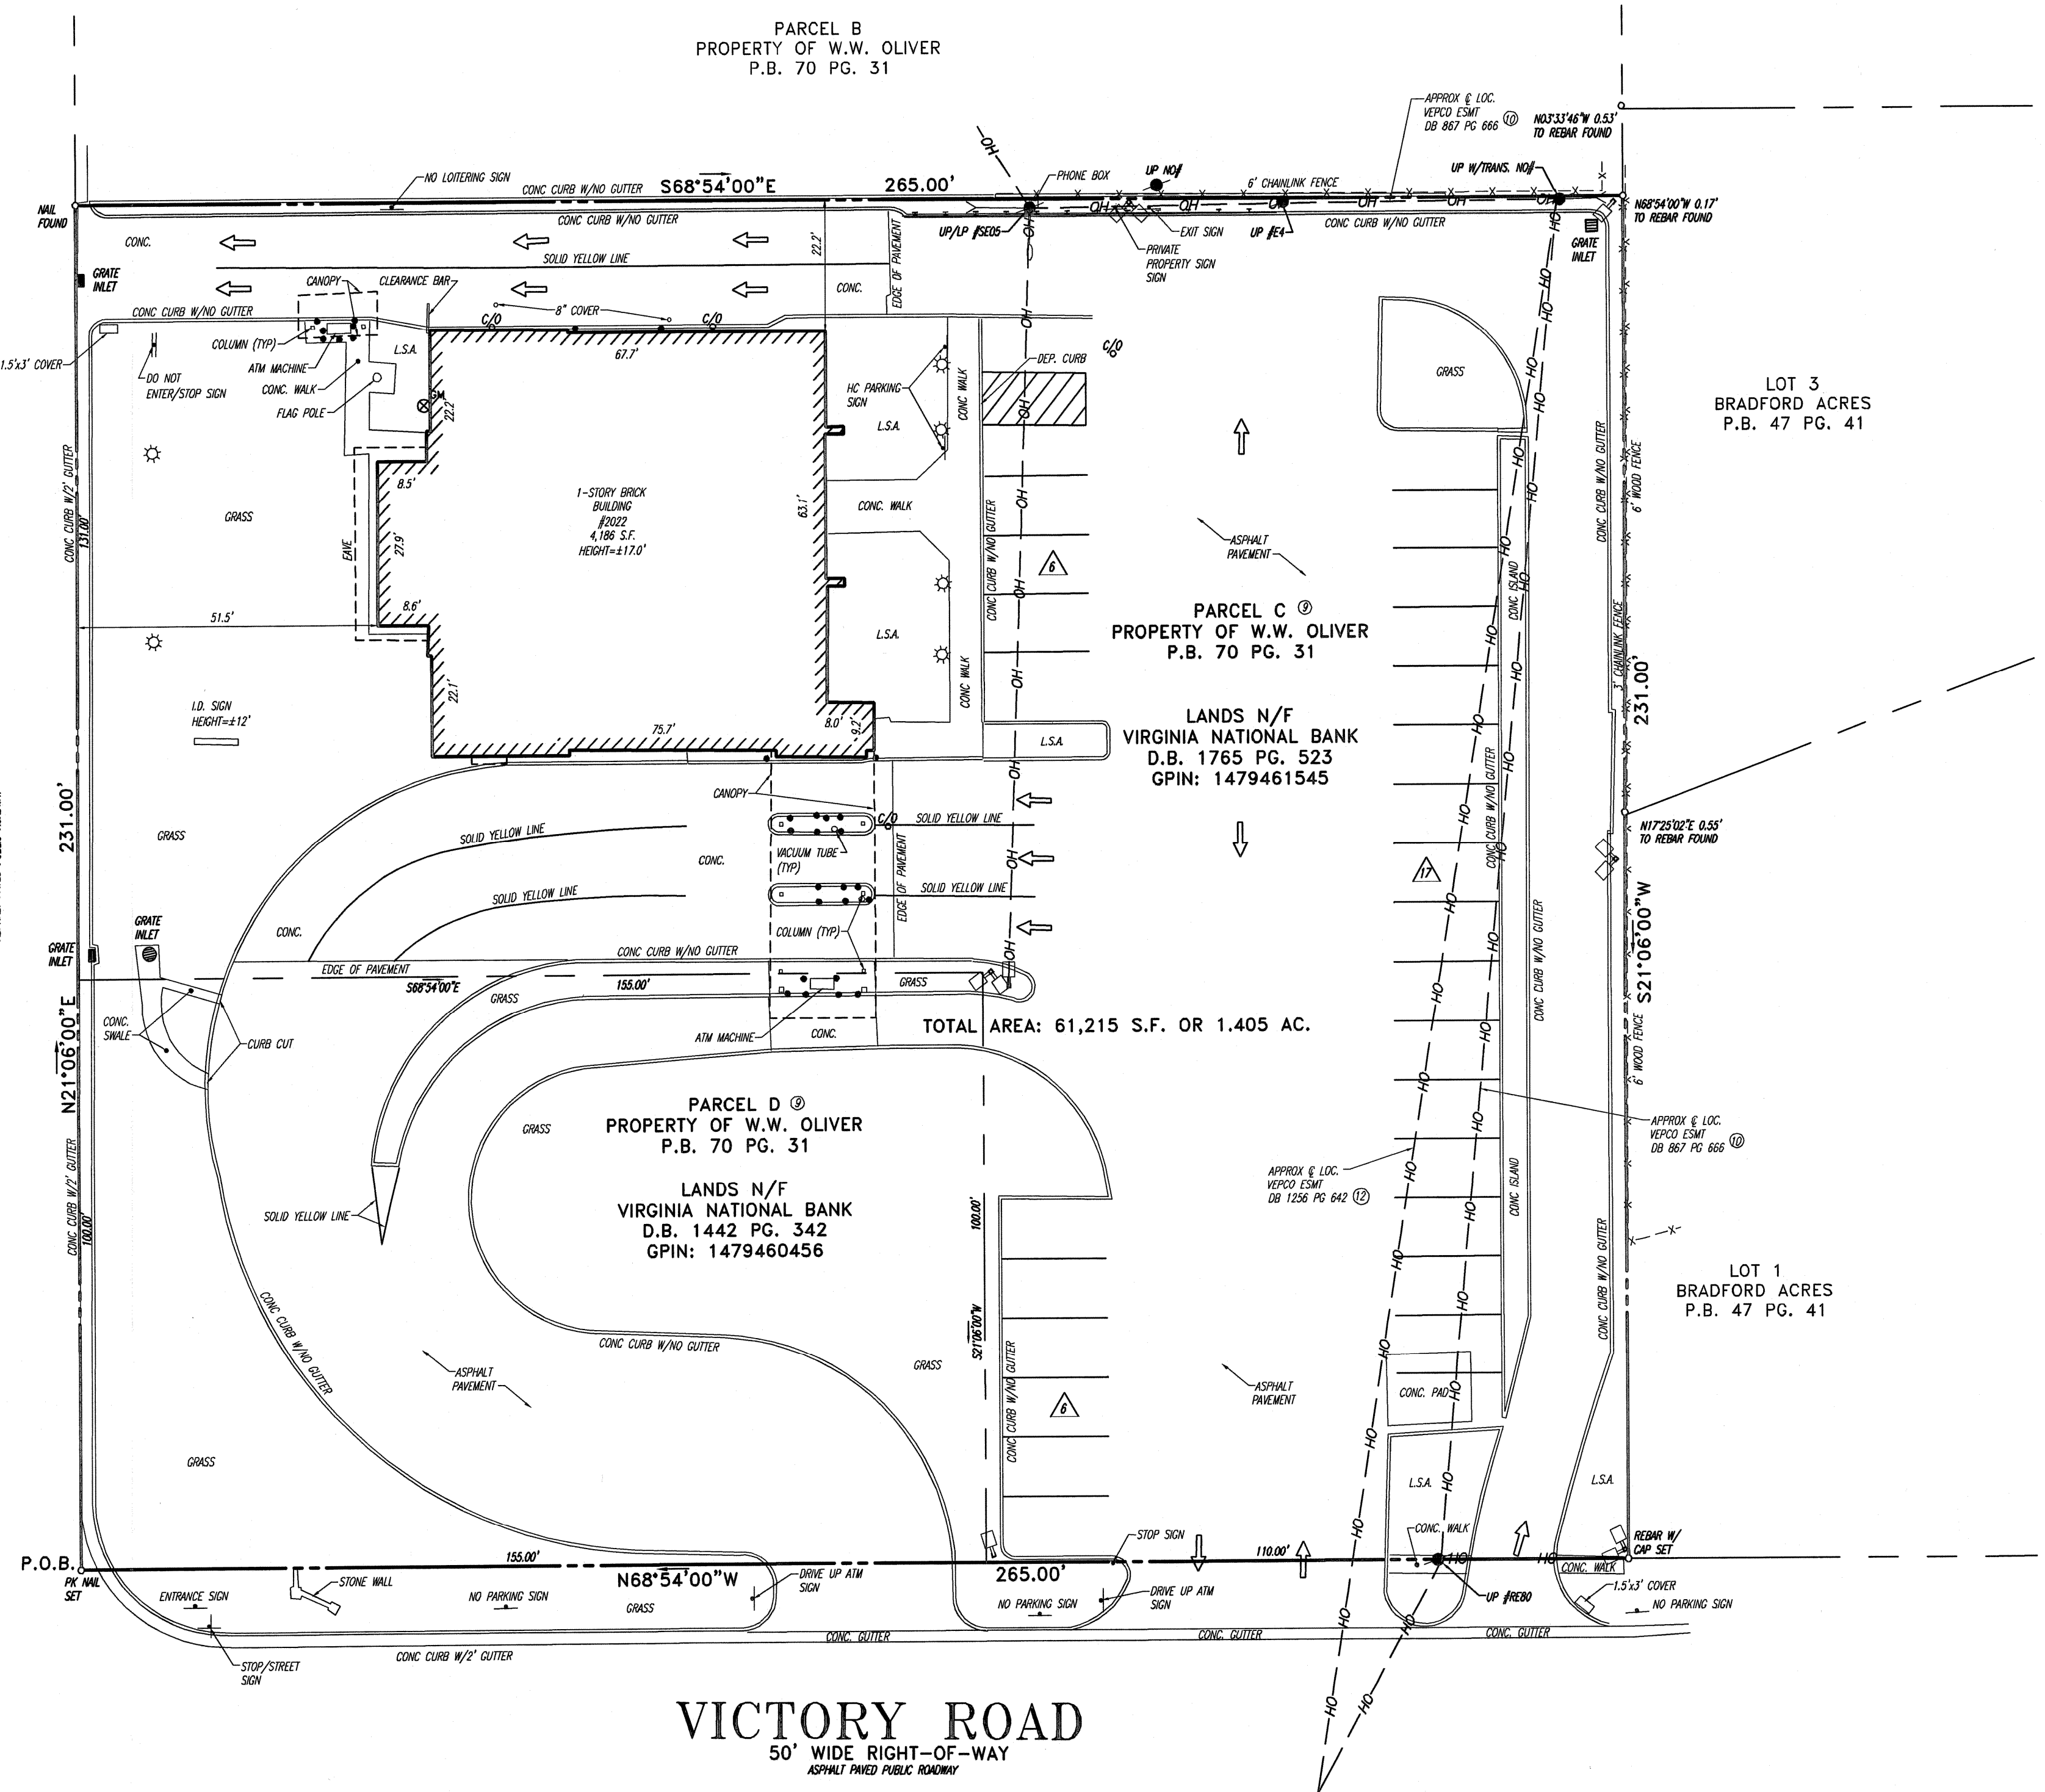 PARCEL B
PROPERTY OF W.W. OLIVER
P.B. 70 PG. 31
APPROX ℄ LOC.
VEPCO ESMT
DB 867 PG 666 ⑩
N03°33'46"W 0.53'
TO REBAR FOUND
HO
NO LOITERING SIGN
CONC CURB W/NO GUTTER
S68°54'00"E
265.00'
PHONE BOX
UP NO#
6' CHAINLINK FENCE
UP W/TRANS. NO#
NAIL
FOUND
N68°54'00"W 0.17'
TO REBAR FOUND
CONC CURB W/NO GUTTER
CONC CURB W/NO GUTTER
UP/LP #SE05
EXIT SIGN
UP #E4
PRIVATE
PROPERTY SIGN
SIGN
GRATE
INLET
CONC.
22.2'
EDGE OF PAVEMENT
SOLID YELLOW LINE
GRATE
INLET
CANOPY
CLEARANCE BAR
CONC.
CONC CURB W/NO GUTTER
8" COVER
C/O
C/O
C/O
1.5'x3' COVER
COLUMN (TYP)
ATM MACHINE
CONC. WALK
FLAG POLE
L.S.A.
DO NOT
ENTER/STOP SIGN
67.7'
GM
22.2'
DEP. CURB
HC PARKING
SIGN
CONC WALK
L.S.A.
GRASS
LOT 3
BRADFORD ACRES
P.B. 47 PG. 41
8.5'
1-STORY BRICK
BUILDING
#2022
4,186 S.F.
HEIGHT=±17.0'
63.1'
CONC. WALK
CONC CURB W/NO GUTTER
6' WOOD FENCE
CONC CURB W/2' GUTTER
131.00'
GRASS
EAVE
27.9'
ASPHALT
PAVEMENT
CONC CURB W/NO GUTTER
6
CONC ISLAND
8.6'
51.5'
L.S.A.
PARCEL C ⑨
PROPERTY OF W.W. OLIVER
P.B. 70 PG. 31
3' CHAINLINK FENCE
231.00'
I.D. SIGN
HEIGHT=±12'
22.1'
75.7'
8.0'
9.2'
CONC WALK
L.S.A.
LANDS N/F
VIRGINIA NATIONAL BANK
D.B. 1765 PG. 523
GPIN: 1479461545
CONC CURB W/NO GUTTER
231.00'
CANOPY
GRASS
SOLID YELLOW LINE
C/O
SOLID YELLOW LINE
CONC.
VACUUM TUBE
(TYP)
EDGE OF PAVEMENT
N17°25'02"E 0.55'
TO REBAR FOUND
17
SOLID YELLOW LINE
SOLID YELLOW LINE
S21°06'00"W
GRATE
INLET
CONC.
COLUMN (TYP)
CONC CURB W/NO GUTTER
GRATE
INLET
CONC CURB W/NO GUTTER
EDGE OF PAVEMENT
S68°54'00"E
155.00'
GRASS
GRASS
N21°06'00"E
CONC.
SWALE
CURB CUT
ATM MACHINE
CONC.
TOTAL AREA: 61,215 S.F. OR 1.405 AC.
6' WOOD FENCE
PARCEL D ⑨
PROPERTY OF W.W. OLIVER
P.B. 70 PG. 31
GRASS
APPROX ℄ LOC.
VEPCO ESMT
DB 867 PG 666 ⑩
APPROX ℄ LOC.
VEPCO ESMT
DB 1256 PG 642 ⑫
CONC ISLAND
CONC CURB W/2' GUTTER
100.00'
SOLID YELLOW LINE
LANDS N/F
VIRGINIA NATIONAL BANK
D.B. 1442 PG. 342
GPIN: 1479460456
100.00'
CONC CURB W/NO GUTTER
LOT 1
BRADFORD ACRES
P.B. 47 PG. 41
CONC CURB W/NO GUTTER
CONC CURB W/NO GUTTER
S21°06'00"W
CONC CURB W/NO GUTTER
GRASS
ASPHALT
PAVEMENT
6
ASPHALT
PAVEMENT
CONC. PAD
GRASS
L.S.A.
L.S.A.
CONC. WALK
STOP SIGN
REBAR W/
CAP SET
P.O.B.
PK NAIL
SET
155.00'
N68°54'00"W
265.00'
110.00'
CONC. WALK
STONE WALL
ENTRANCE SIGN
NO PARKING SIGN
GRASS
DRIVE UP ATM
SIGN
NO PARKING SIGN
DRIVE UP ATM
SIGN
UP #RE80
1.5'x3' COVER
NO PARKING SIGN
CONC. GUTTER
CONC. GUTTER
CONC. GUTTER
CONC CURB W/2' GUTTER
STOP/STREET
SIGN
VICTORY ROAD
50' WIDE RIGHT-OF-WAY
ASPHALT PAVED PUBLIC ROADWAY